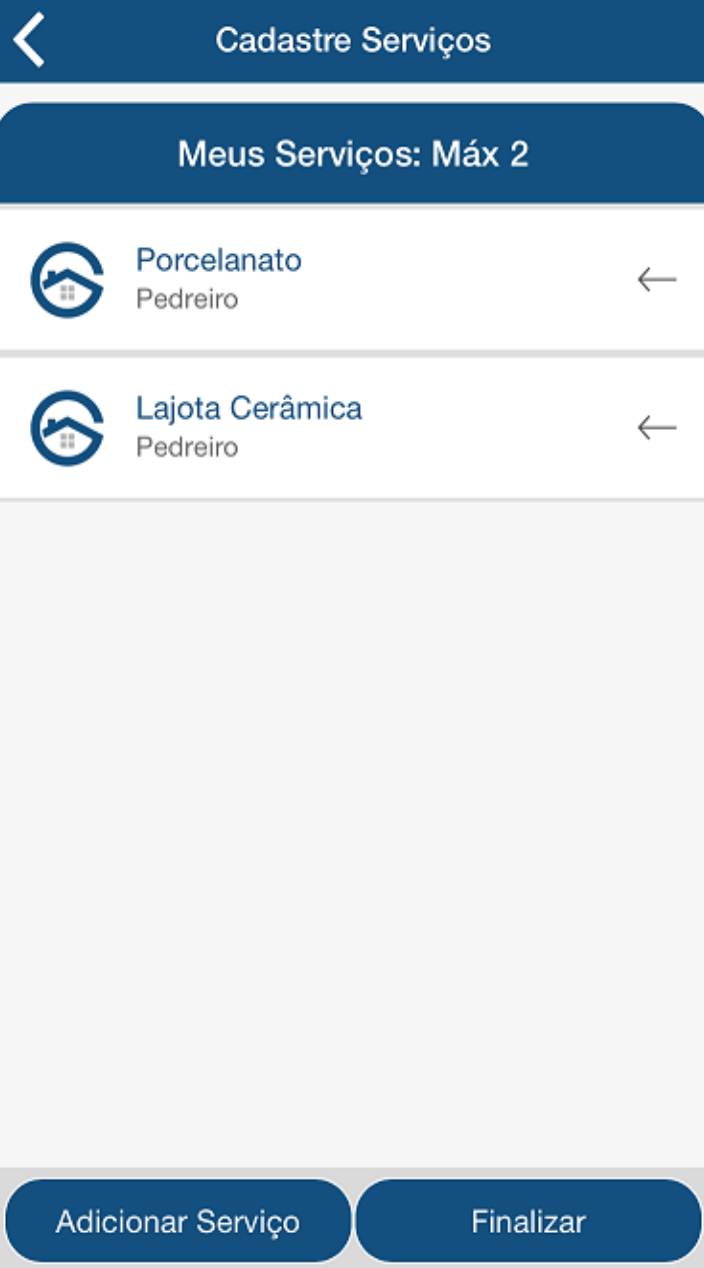 Cadastre Serviços
Meus Serviços: Máx 2
Porcelanato
Pedreiro
Lajota Cerâmica
Pedreiro
Adicionar Serviço
Finalizar